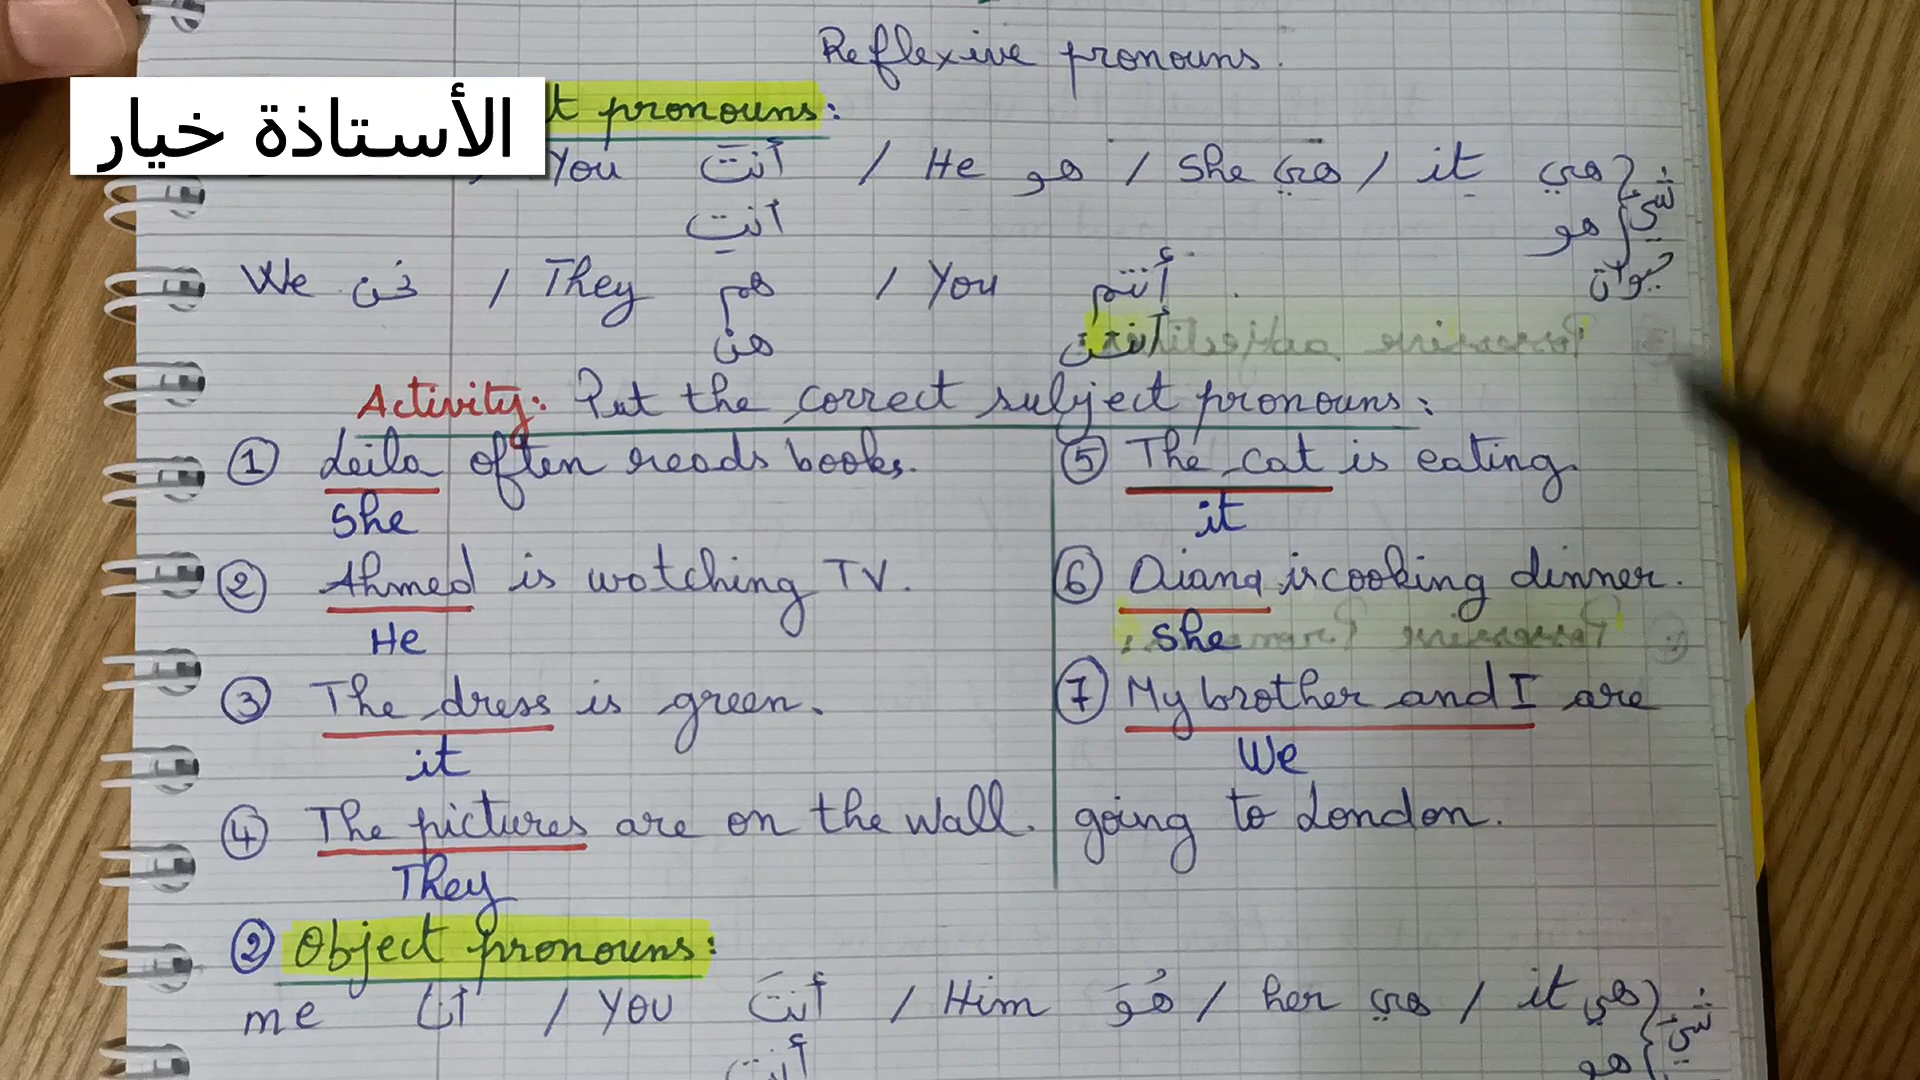 Reflexive pronouns.
الأستاذة خيار
t pronouns:
/ You أنتَ / He هو / She هي / it هي } شيء
أنتِ هو حيوان
We نحن / They هم / You أنتم
هن أنتن
Activity: Put the correct subject pronouns:
① Leila often reads books.
She
② Ahmed is watching TV.
He
③ The dress is green.
it
④ The pictures are on the wall.
They
⑤ The cat is eating.
it
⑥ Diana is cooking dinner.
She
⑦ My brother and I are
We
going to London.
② Object pronouns:
me أنا / you أنتَ / Him هُوَ / her هي / it هي } شيء
أنت هو